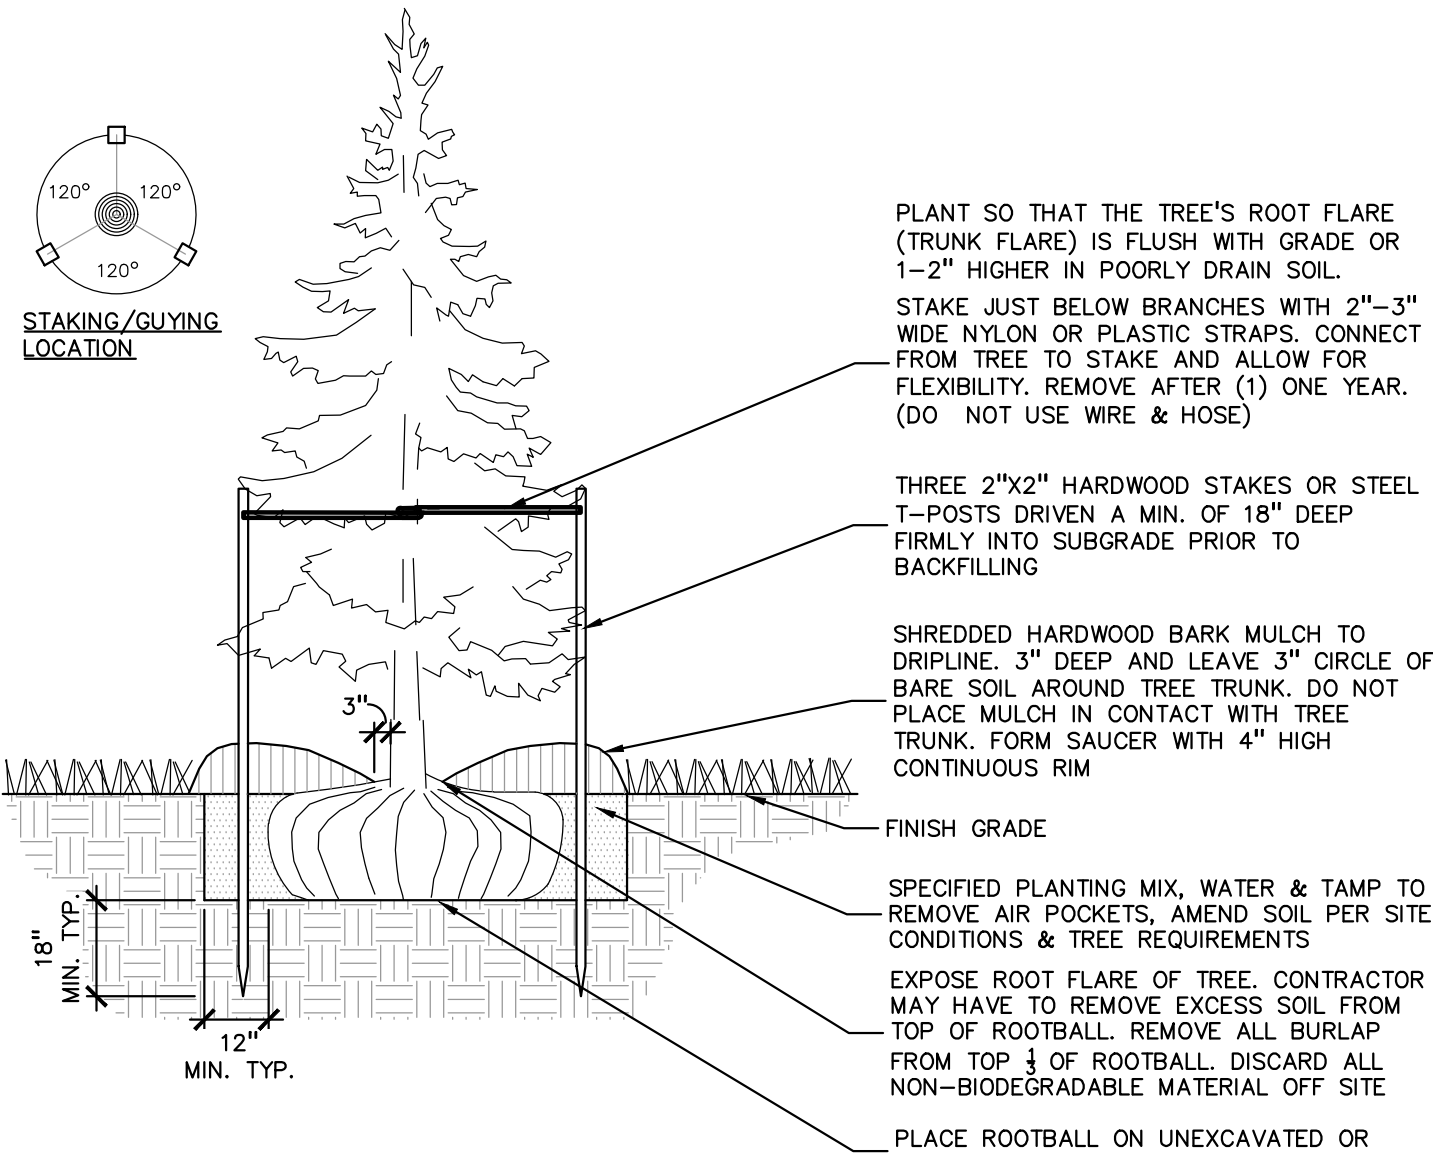 120°
120°
120°
STAKING/GUYING
LOCATION
PLANT SO THAT THE TREE'S ROOT FLARE
(TRUNK FLARE) IS FLUSH WITH GRADE OR
1-2" HIGHER IN POORLY DRAIN SOIL.
STAKE JUST BELOW BRANCHES WITH 2"-3"
WIDE NYLON OR PLASTIC STRAPS. CONNECT
FROM TREE TO STAKE AND ALLOW FOR
FLEXIBILITY. REMOVE AFTER (1) ONE YEAR.
(DO NOT USE WIRE & HOSE)
THREE 2"X2" HARDWOOD STAKES OR STEEL
T-POSTS DRIVEN A MIN. OF 18" DEEP
FIRMLY INTO SUBGRADE PRIOR TO
BACKFILLING
SHREDDED HARDWOOD BARK MULCH TO
DRIPLINE. 3" DEEP AND LEAVE 3" CIRCLE OF
BARE SOIL AROUND TREE TRUNK. DO NOT
PLACE MULCH IN CONTACT WITH TREE
TRUNK. FORM SAUCER WITH 4" HIGH
CONTINUOUS RIM
3"
FINISH GRADE
SPECIFIED PLANTING MIX, WATER & TAMP TO
REMOVE AIR POCKETS, AMEND SOIL PER SITE
CONDITIONS & TREE REQUIREMENTS
18"
MIN. TYP.
12"
MIN. TYP.
EXPOSE ROOT FLARE OF TREE. CONTRACTOR
MAY HAVE TO REMOVE EXCESS SOIL FROM
TOP OF ROOTBALL. REMOVE ALL BURLAP
FROM TOP 1/3 OF ROOTBALL. DISCARD ALL
NON-BIODEGRADABLE MATERIAL OFF SITE
PLACE ROOTBALL ON UNEXCAVATED OR